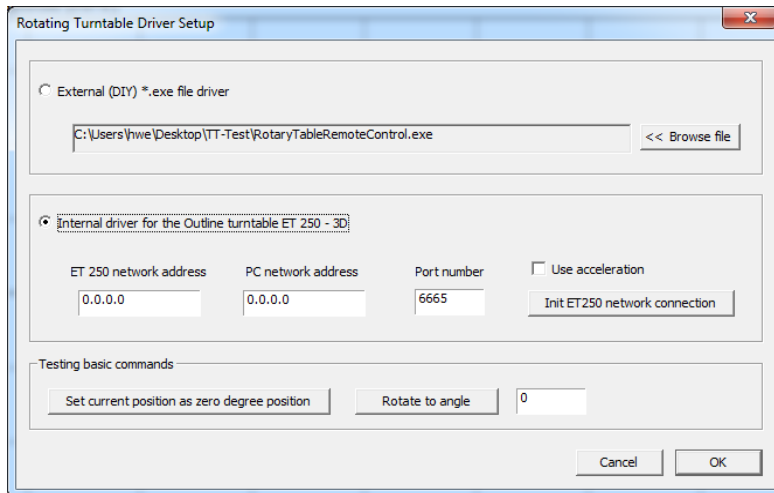 Rotating Turntable Driver Setup
External (DIY) *.exe file driver
C:\Users\hwe\Desktop\TT-Test\RotaryTableRemoteControl.exe
<< Browse file
Internal driver for the Outline turntable ET 250 - 3D
ET 250 network address PC network address Port number Use acceleration
0.0.0.0 0.0.0.0 6665 Init ET250 network connection
Testing basic commands
Set current position as zero degree position Rotate to angle 0
Cancel OK